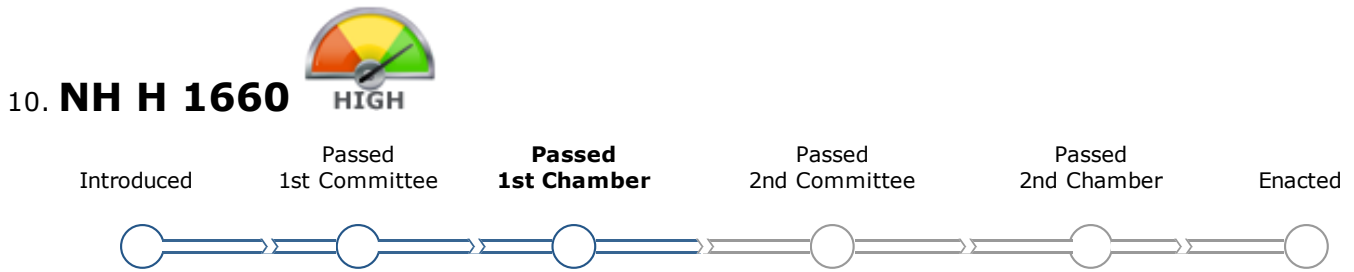 HIGH
10. NH H 1660
Introduced
Passed
1st Committee
Passed
1st Chamber
Passed
2nd Committee
Passed
2nd Chamber
Enacted